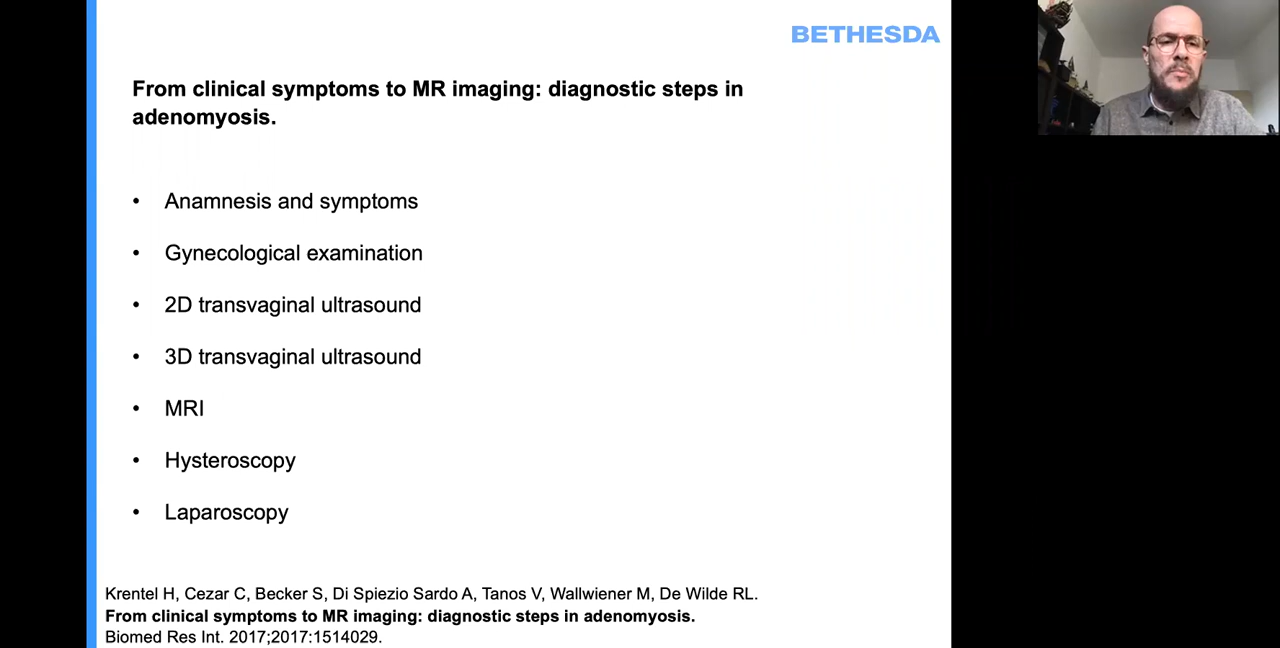 BETHESDA
From clinical symptoms to MR imaging: diagnostic steps in
adenomyosis.
• Anamnesis and symptoms
• Gynecological examination
• 2D transvaginal ultrasound
• 3D transvaginal ultrasound
• MRI
• Hysteroscopy
• Laparoscopy
Krentel H, Cezar C, Becker S, Di Spiezio Sardo A, Tanos V, Wallwiener M, De Wilde RL.
From clinical symptoms to MR imaging: diagnostic steps in adenomyosis.
Biomed Res Int. 2017;2017:1514029.